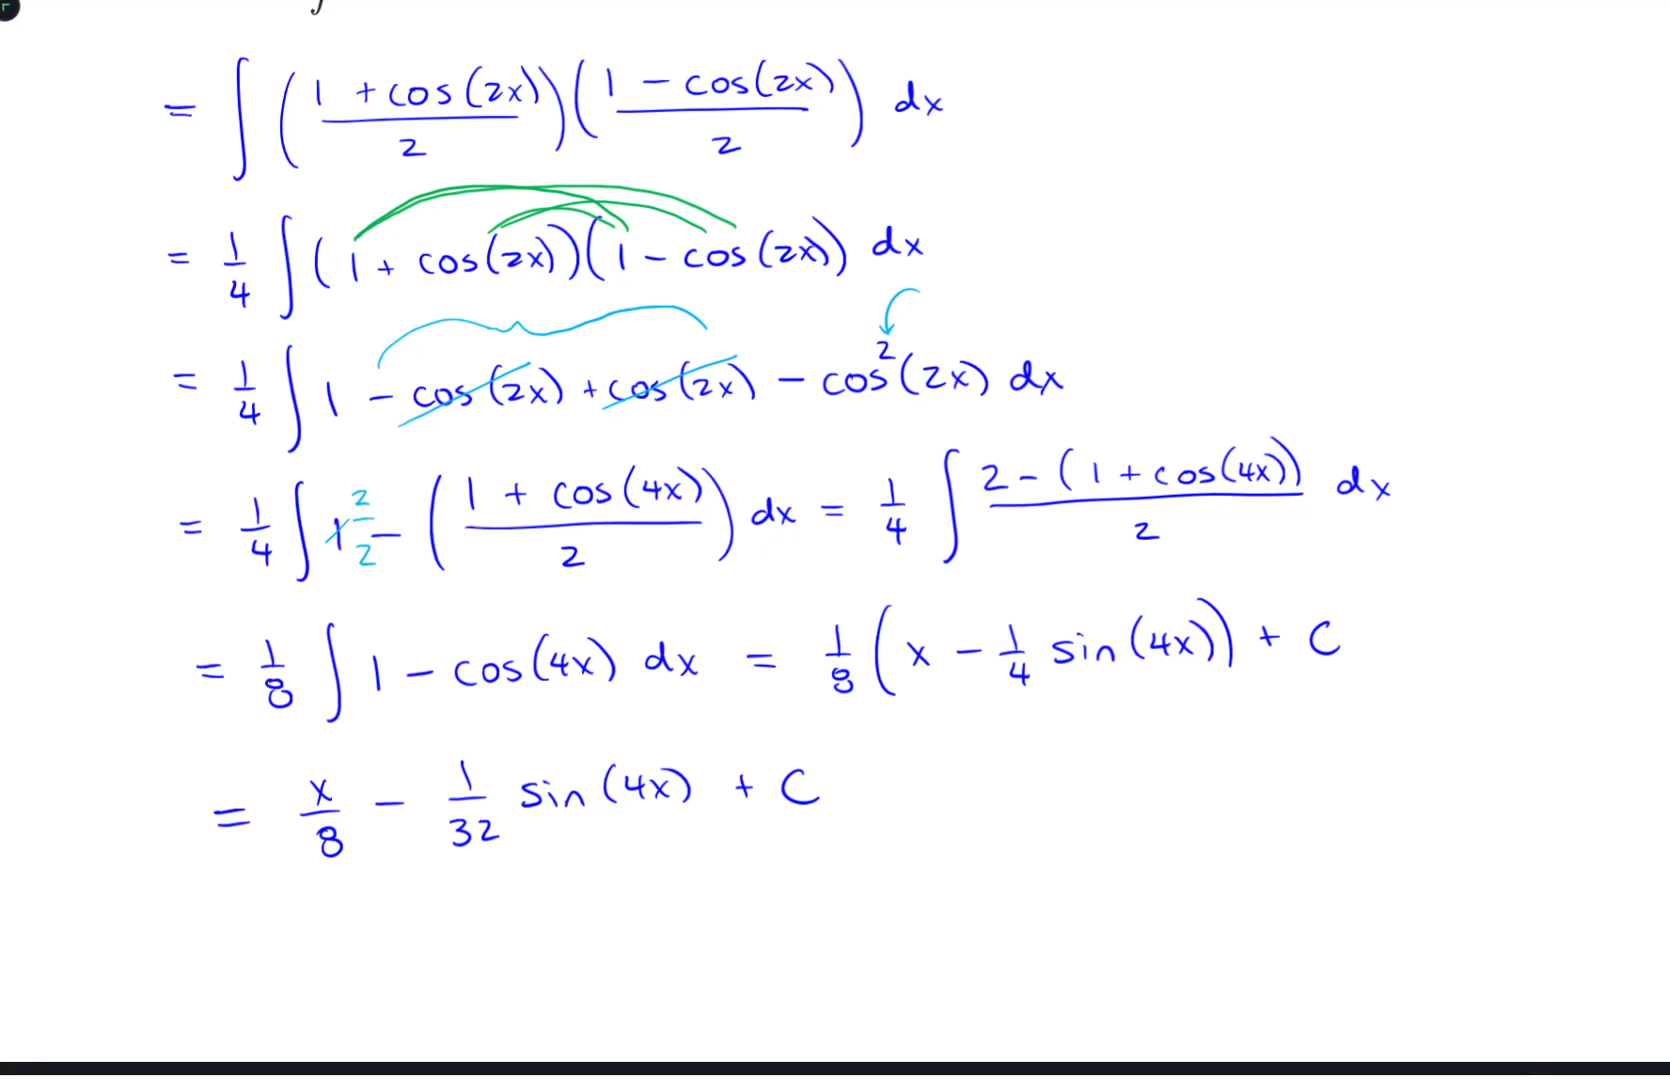 = ∫ ((1 + cos(2x))/2)((1 − cos(2x))/2) dx
= 1/4 ∫ (1 + cos(2x))(1 − cos(2x)) dx
= 1/4 ∫ 1 − cos(2x) + cos(2x) − cos²(2x) dx
= 1/4 ∫ 1 2/2 − ((1 + cos(4x))/2) dx = 1/4 ∫ (2 − (1 + cos(4x)))/2 dx
= 1/8 ∫ 1 − cos(4x) dx = 1/8 (x − 1/4 sin(4x)) + C
= x/8 − 1/32 sin(4x) + C